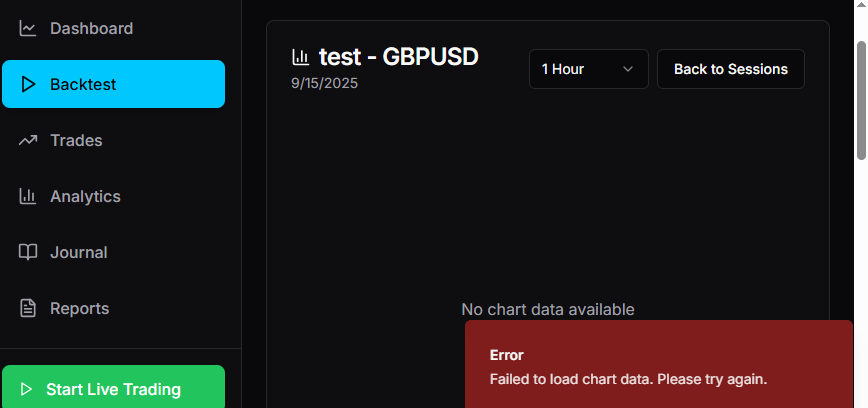 Dashboard
Backtest
Trades
Analytics
Journal
Reports
Start Live Trading
test - GBPUSD
9/15/2025
1 Hour
Back to Sessions
No chart data available
Error
Failed to load chart data. Please try again.